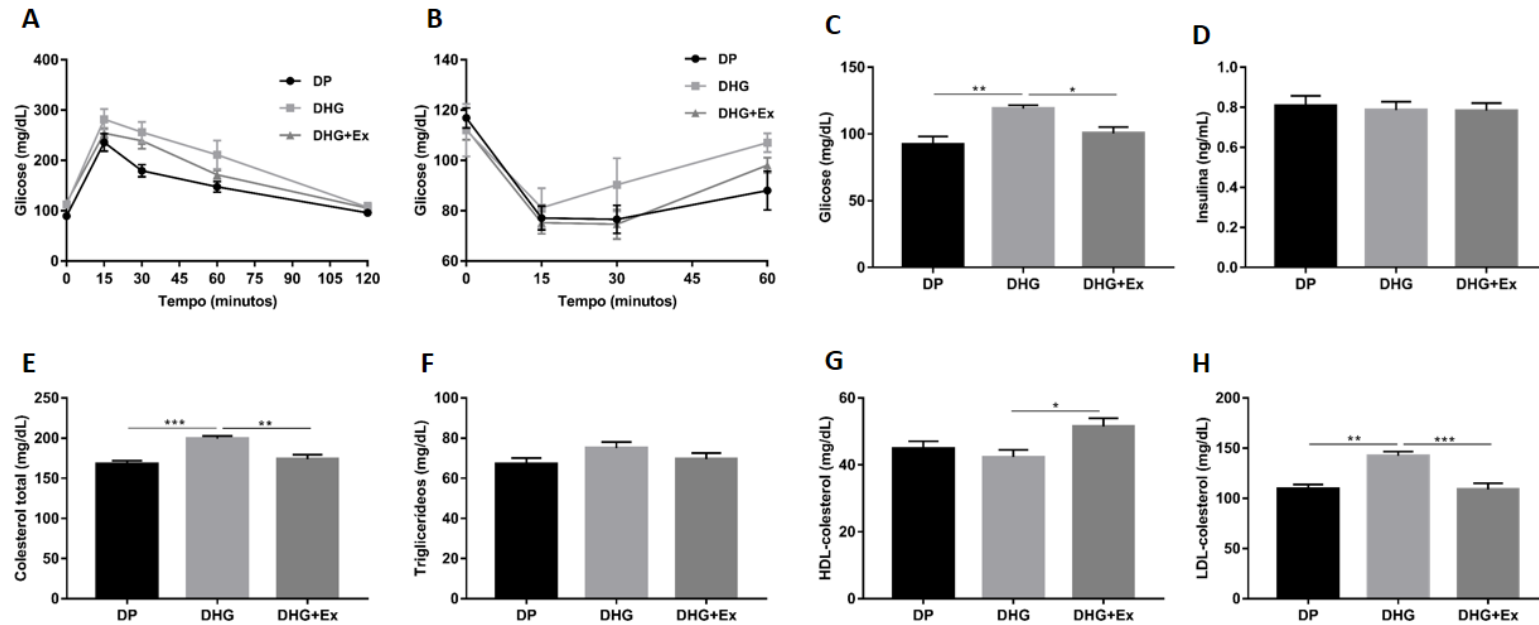 A
Glicose (mg/dL)
400
300
200
100
0
0 15 30 45 60 75 90 105 120
Tempo (minutos)
DP
DHG
DHG+Ex
B
Glicose (mg/dL)
140
120
100
80
60
0 15 30 45 60
Tempo (minutos)
DP
DHG
DHG+Ex
C
Glicose (mg/dL)
150
100
50
0
** *
DP DHG DHG+Ex
D
Insulina (ng/mL)
1.0
0.8
0.6
0.4
0.2
0.0
DP DHG DHG+Ex
E
Colesterol total (mg/dL)
250
200
150
100
50
0
*** **
DP DHG DHG+Ex
F
Triglicerídeos (mg/dL)
100
80
60
40
20
0
DP DHG DHG+Ex
G
HDL-colesterol (mg/dL)
60
40
20
0
*
DP DHG DHG+Ex
H
LDL-colesterol (mg/dL)
200
150
100
50
0
** ***
DP DHG DHG+Ex